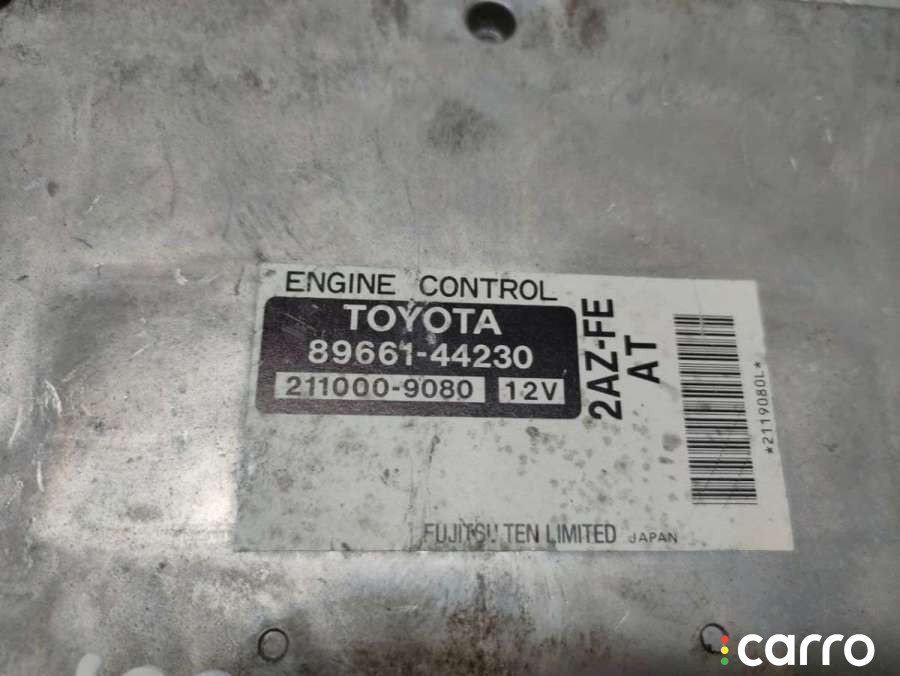 ENGINE CONTROL
TOYOTA
89661-44230
211000-9080 12V
2AZ-FE
AT
*2119080L*
FUJITSU TEN LIMITED JAPAN
carro